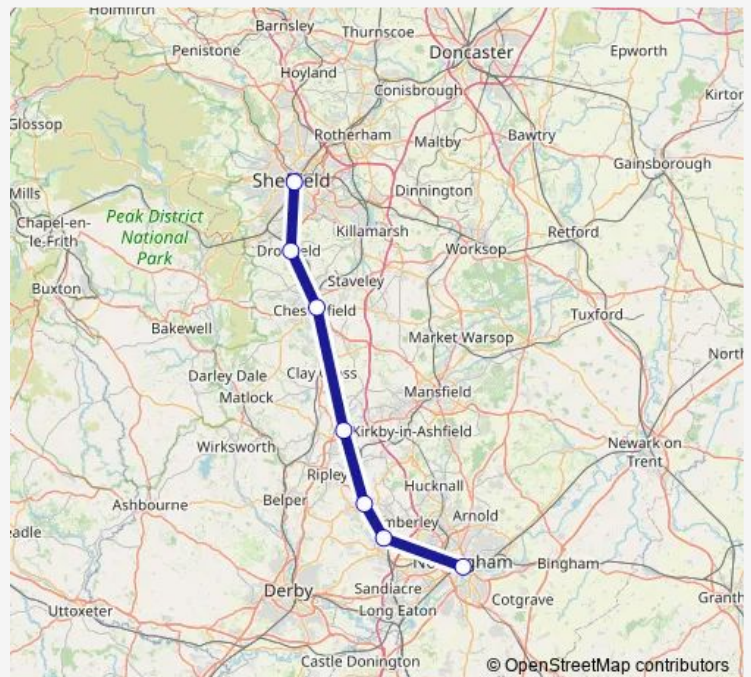 Holmfirth
Barnsley
Thurnscoe
Doncaster
Penistone
Epworth
Hoyland
Conisbrough
Glossop
Rotherham
Maltby
Bawtry
Gainsborough
Dinnington
Mills
Peak District
National
Park
Chapel-en-
le-Frith
Killamarsh
Retford
Worksop
Staveley
Buxton
Tuxford
Bakewell
Market Warsop
Darley Dale
Mansfield
Matlock
Kirkby-in-Ashfield
Wirksworth
Newark on
Trent
Ripley
Hucknall
Belper
Ashbourne
Arnold
Bingham
Derby
Sandiacre
Cotgrave
Uttoxeter
Long Eaton
Castle Donington
© OpenStreetMap contributors